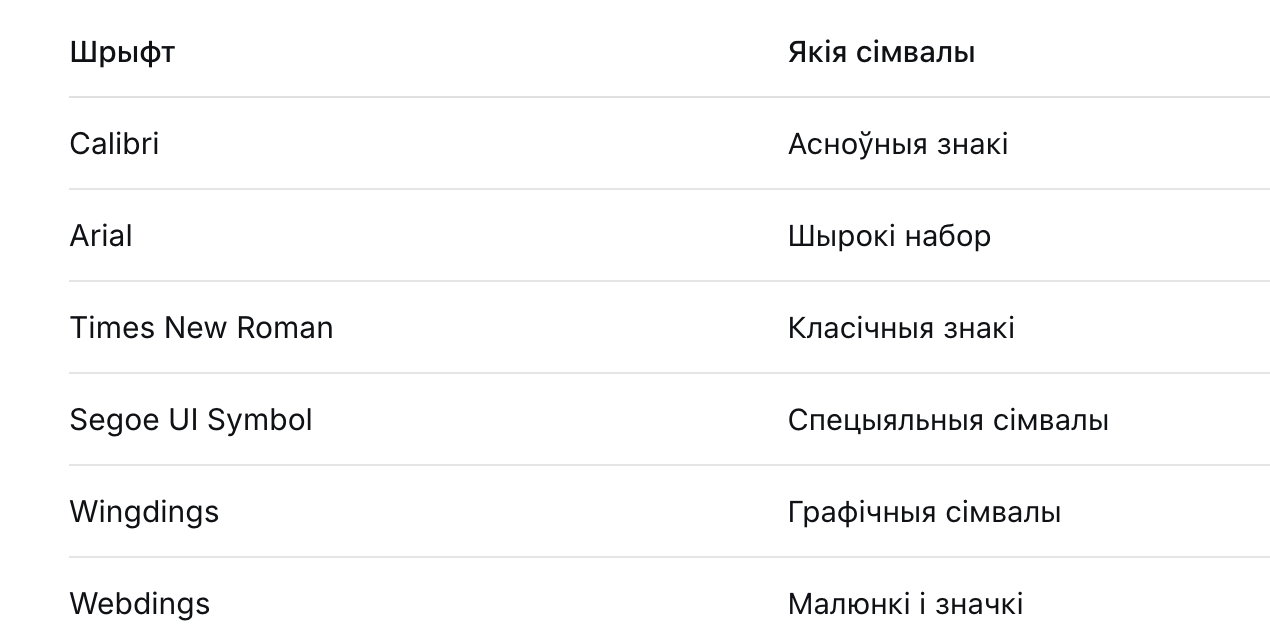 Шрыфт Якія сімвалы
Calibri Асноўныя знакі
Arial Шырокі набор
Times New Roman Класічныя знакі
Segoe UI Symbol Спецыяльныя сімвалы
Wingdings Графічныя сімвалы
Webdings Малюнкі і значкі